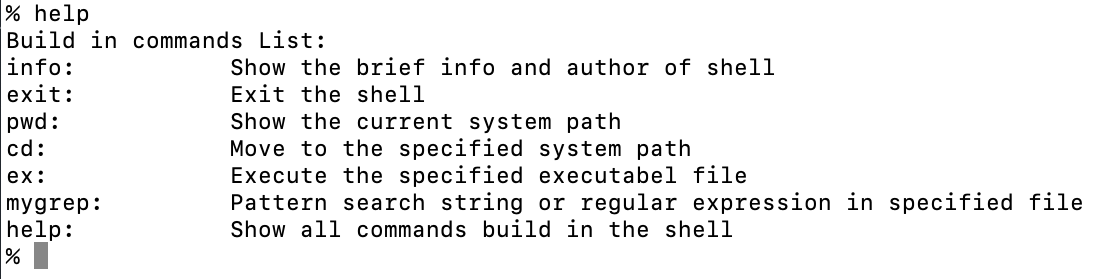 % help
Build in commands List:
info:          Show the brief info and author of shell
exit:          Exit the shell
pwd:           Show the current system path
cd:            Move to the specified system path
ex:            Execute the specified executabel file
mygrep:        Pattern search string or regular expression in specified file
help:          Show all commands build in the shell
%